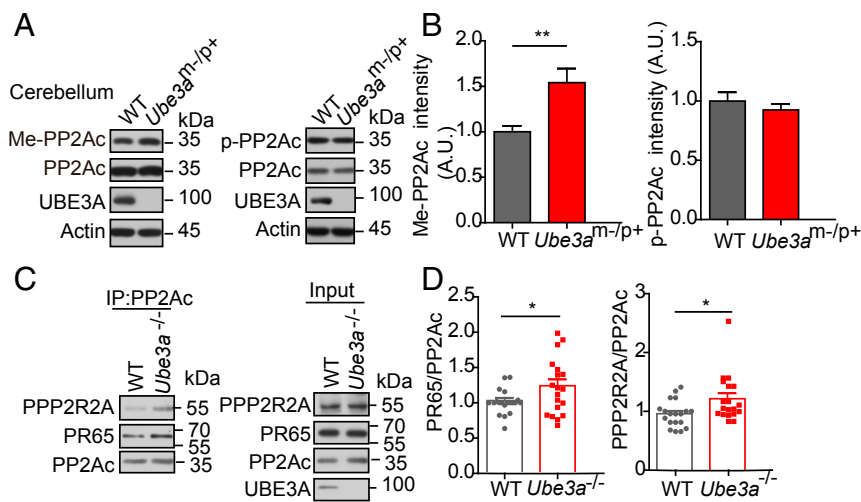 A
Cerebellum
WT
Ube3a m-/p+
kDa
Me-PP2Ac
35
PP2Ac
35
UBE3A
100
Actin
45
WT
Ube3a m-/p+
kDa
p-PP2Ac
35
PP2Ac
35
UBE3A
100
Actin
45
B
Me-PP2Ac intensity
(A.U.)
2.0
1.5
1.0
0.5
0
**
WT Ube3a m-/p+
p-PP2Ac intensity (A.U.)
1.5
1.0
0.5
0.0
WT Ube3a m-/p+
C
IP:PP2Ac
WT
Ube3a -/-
kDa
PPP2R2A
55
PR65
70
55
PP2Ac
35
Input
WT
Ube3a -/-
kDa
PPP2R2A
55
PR65
70
55
PP2Ac
35
UBE3A
100
D
PR65/PP2Ac
2.5
2.0
1.5
1.0
0.5
0.0
*
WT Ube3a -/-
PPP2R2A/PP2Ac
3
2
1
0
*
WT Ube3a -/-